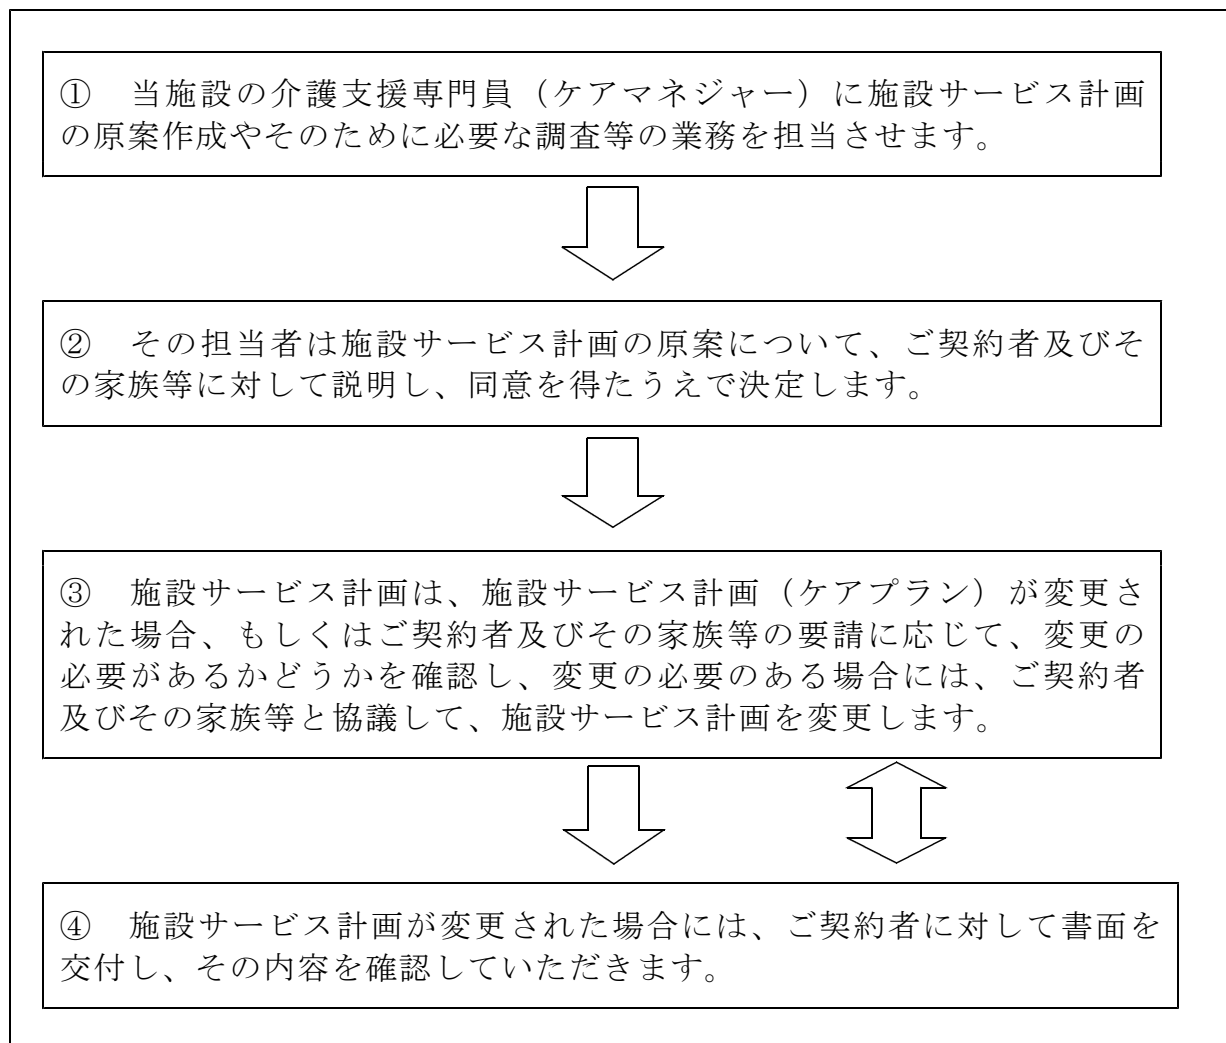 ①　当施設の介護支援専門員（ケアマネジャー）に施設サービス計画
の原案作成やそのために必要な調査等の業務を担当させます。
②　その担当者は施設サービス計画の原案について、ご契約者及びそ
の家族等に対して説明し、同意を得たうえで決定します。
③　施設サービス計画は、施設サービス計画（ケアプラン）が変更さ
れた場合、もしくはご契約者及びその家族等の要請に応じて、変更の
必要があるかどうかを確認し、変更の必要のある場合には、ご契約者
及びその家族等と協議して、施設サービス計画を変更します。
④　施設サービス計画が変更された場合には、ご契約者に対して書面を
交付し、その内容を確認していただきます。